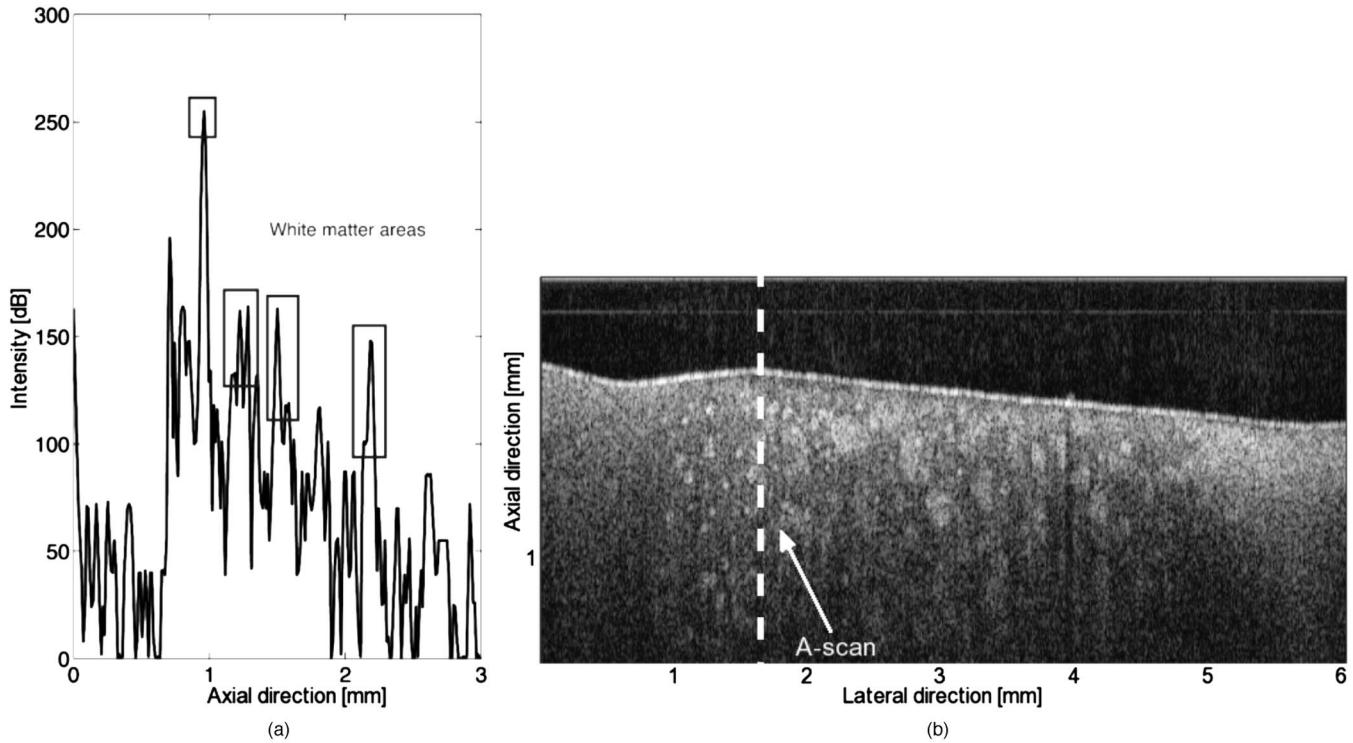 300
250
200
150
100
50
0
Intensity [dB]
White matter areas
0 1 2 3
Axial direction [mm]
(a)
Axial direction [mm]
1
A-scan
1 2 3 4 5 6
Lateral direction [mm]
(b)